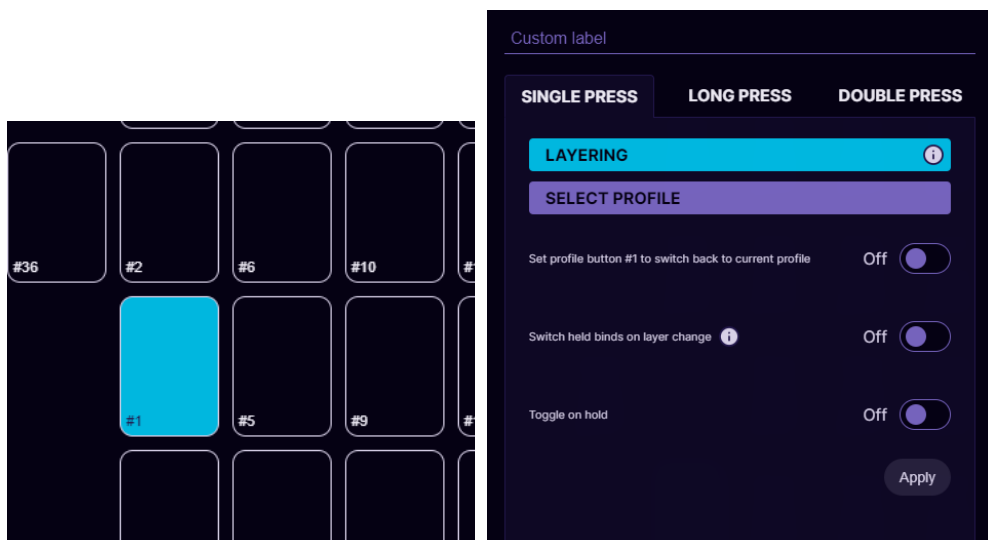 Custom label
SINGLE PRESS LONG PRESS DOUBLE PRESS
LAYERING
SELECT PROFILE
#36 #2 #6 #10
Set profile button #1 to switch back to current profile Off
Switch held binds on layer change Off
#1 #5 #9
Toggle on hold Off
Apply